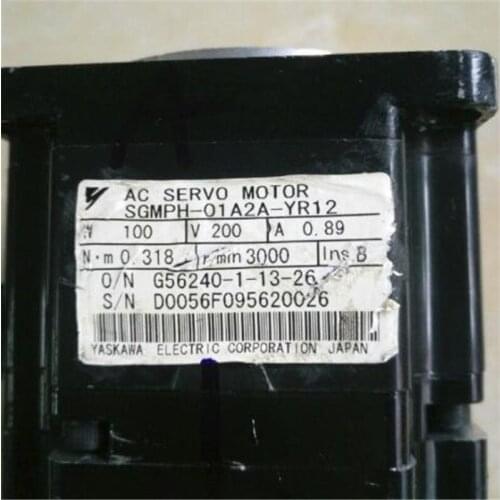 AC SERVO MOTOR
SGMPH-01A2A-YR12
W 100 V 200 A 0.89
N·m 0.318 r/min 3000 Ins. B
O/N G56240-1-13-26
S/N D0056F095620026
YASKAWA ELECTRIC CORPORATION JAPAN